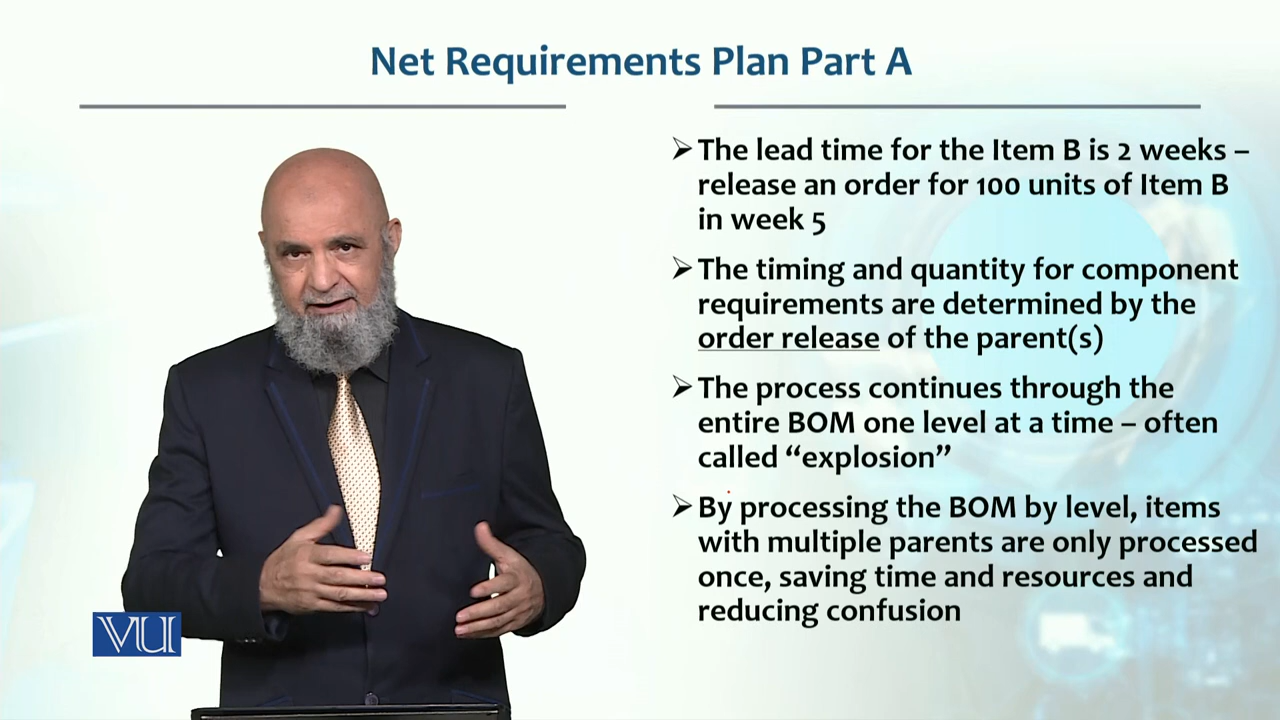 Net Requirements Plan Part A
➢The lead time for the Item B is 2 weeks –
release an order for 100 units of Item B
in week 5
➢The timing and quantity for component
requirements are determined by the
order release of the parent(s)
➢The process continues through the
entire BOM one level at a time – often
called “explosion”
➢By processing the BOM by level, items
with multiple parents are only processed
once, saving time and resources and
reducing confusion
VU